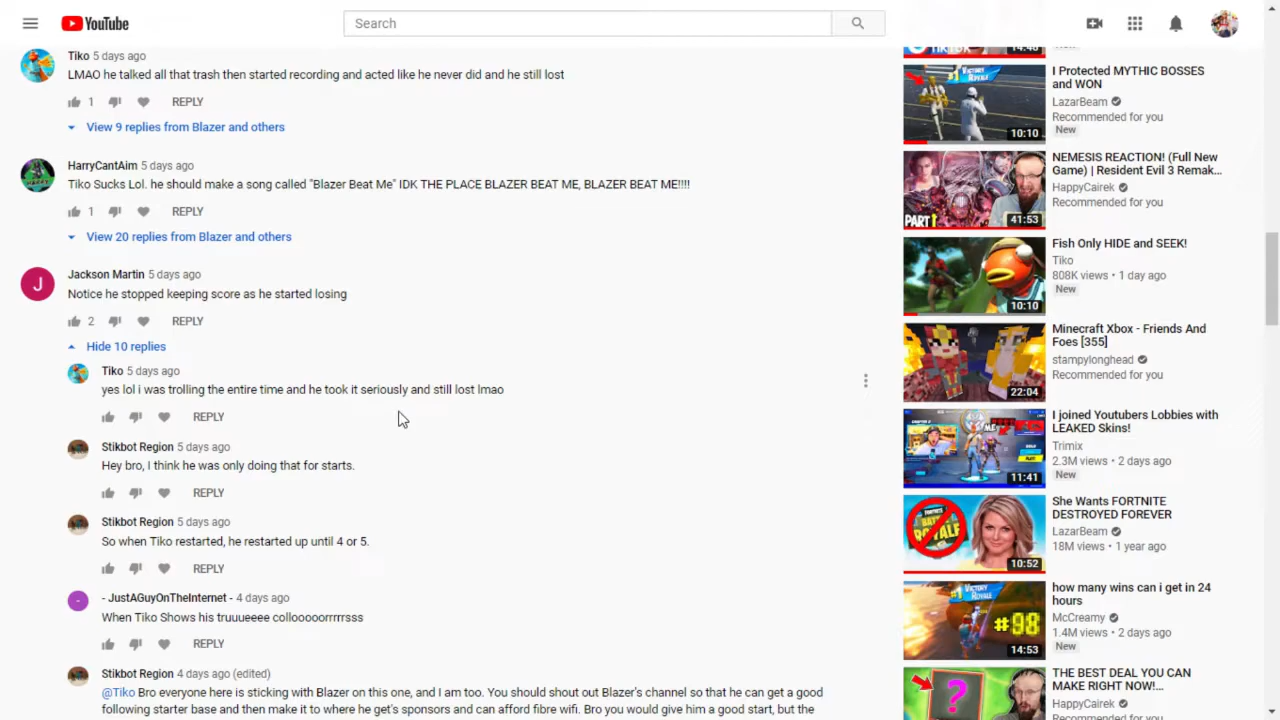 YouTube
Search
Tiko 5 days ago
LMAO he talked all that trash then started recording and acted like he never did and he still lost
1 REPLY
View 9 replies from Blazer and others
HarryCantAim 5 days ago
Tiko Sucks Lol. he should make a song called "Blazer Beat Me" IDK THE PLACE BLAZER BEAT ME, BLAZER BEAT ME!!!!
1 REPLY
View 20 replies from Blazer and others
J
Jackson Martin 5 days ago
Notice he stopped keeping score as he started losing
2 REPLY
Hide 10 replies
Tiko 5 days ago
yes lol i was trolling the entire time and he took it seriously and still lost lmao
REPLY
Stikbot Region 5 days ago
Hey bro, I think he was only doing that for starts.
REPLY
Stikbot Region 5 days ago
So when Tiko restarted, he restarted up until 4 or 5.
REPLY
-
- JustAGuyOnTheInternet - 4 days ago
When Tiko Shows his truuueeee colloooorrrrrsss
REPLY
Stikbot Region 4 days ago (edited)
@Tiko Bro everyone here is sticking with Blazer on this one, and I am too. You should shout out Blazer's channel so that he can get a good
following starter base and then make it to where he get's sponsors and can afford fibre wifi. Bro you would give him a good start, but the
#1 VICTORY ROYALE
10:10
I Protected MYTHIC BOSSES
and WON
LazarBeam
Recommended for you
New
PART 1
41:53
NEMESIS REACTION! (Full New
Game) | Resident Evil 3 Remak...
HappyCairek
Recommended for you
10:10
Fish Only HIDE and SEEK!
Tiko
808K views • 1 day ago
New
22:04
Minecraft Xbox - Friends And
Foes [355]
stampylonghead
Recommended for you
11:41
I joined Youtubers Lobbies with
LEAKED Skins!
Trimix
2.3M views • 2 days ago
New
10:52
She Wants FORTNITE
DESTROYED FOREVER
LazarBeam
18M views • 1 year ago
#1 VICTORY ROYALE
#98
14:53
how many wins can i get in 24
hours
McCreamy
1.4M views • 2 days ago
New
?
THE BEST DEAL YOU CAN
MAKE RIGHT NOW!...
HappyCairek
Recommended for you